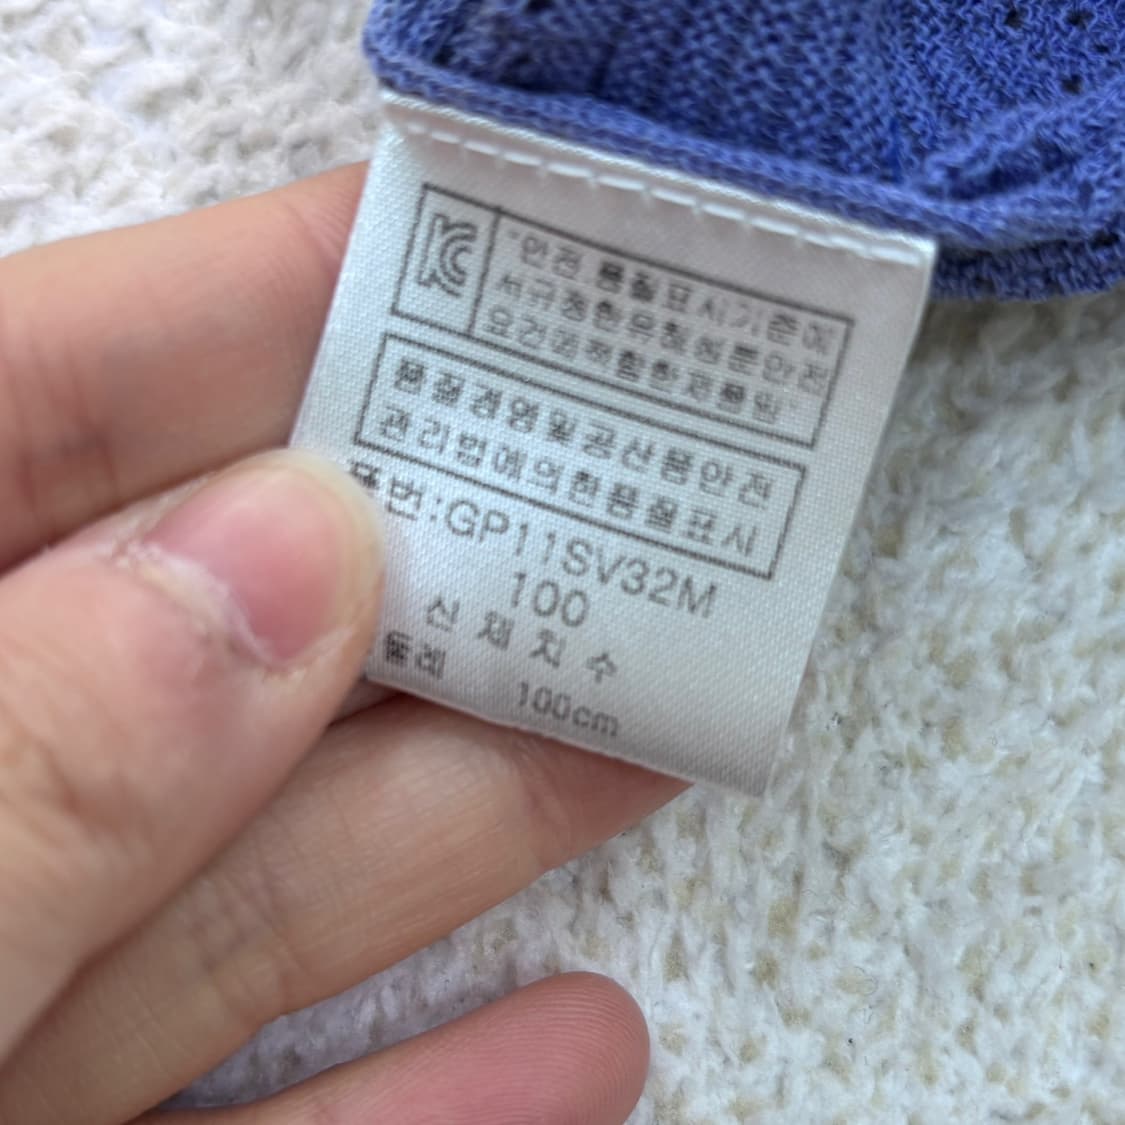 KC
"안전 품질표시기준에
서규정한유해원문안전
요건에적합한제품임"
품질경영및공산품안전
관리법에의한품질표시
품번:GP11SV32M
100
신 체 치 수
둘레 100cm